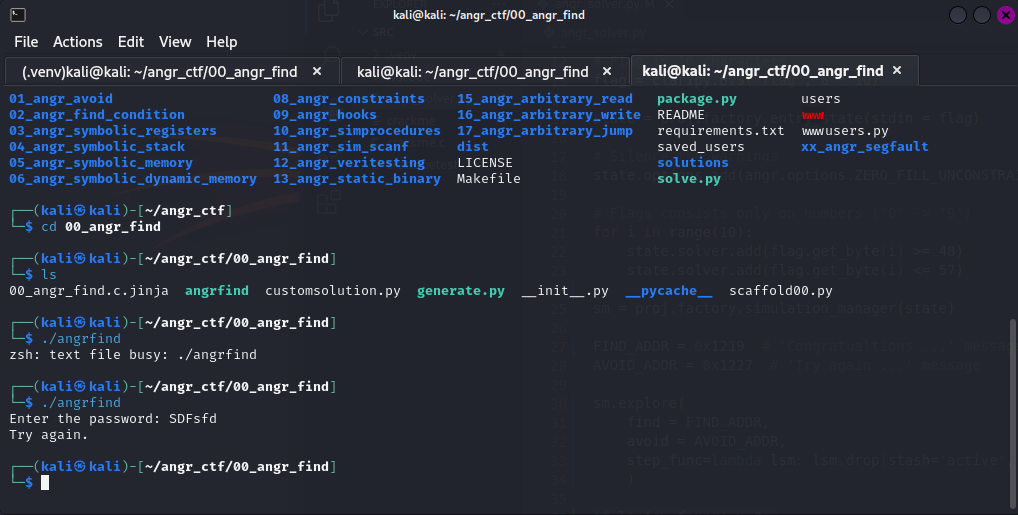 kali@kali: ~/angr_ctf/00_angr_find
File Actions Edit View Help
(.venv)kali@kali: ~/angr_ctf/00_angr_find × kali@kali: ~/angr_ctf/00_angr_find × kali@kali: ~/angr_ctf/00_angr_find ×
01_angr_avoid 08_angr_constraints 15_angr_arbitrary_read package.py users
02_angr_find_condition 09_angr_hooks 16_angr_arbitrary_write README www
03_angr_symbolic_registers 10_angr_simprocedures 17_angr_arbitrary_jump requirements.txt wwwusers.py
04_angr_symbolic_stack 11_angr_sim_scanf dist saved_users xx_angr_segfault
05_angr_symbolic_memory 12_angr_veritesting LICENSE solutions
06_angr_symbolic_dynamic_memory 13_angr_static_binary Makefile solve.py
┌──(kali㉿kali)-[~/angr_ctf]
└─$ cd 00_angr_find
┌──(kali㉿kali)-[~/angr_ctf/00_angr_find]
└─$ ls
00_angr_find.c.jinja angrfind customsolution.py generate.py __init__.py __pycache__ scaffold00.py
┌──(kali㉿kali)-[~/angr_ctf/00_angr_find]
└─$ ./angrfind
zsh: text file busy: ./angrfind
┌──(kali㉿kali)-[~/angr_ctf/00_angr_find]
└─$ ./angrfind
Enter the password: SDFsfd
Try again.
┌──(kali㉿kali)-[~/angr_ctf/00_angr_find]
└─$